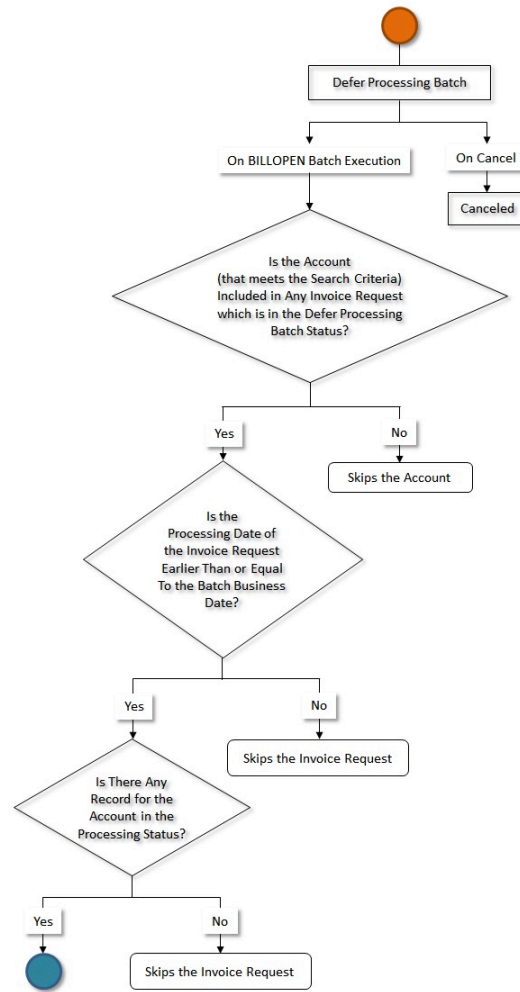 Defer Processing Batch
On BILLOPEN Batch Execution
On Cancel
Canceled
Is the Account
(that meets the Search Criteria)
Included in Any Invoice Request
which is in the Defer Processing
Batch Status?
Yes
No
Skips the Account
Is the
Processing Date of
the Invoice Request
Earlier Than or Equal
To the Batch Business
Date?
Yes
No
Skips the Invoice Request
Is There Any
Record for the
Account in the
Processing Status?
Yes
No
Skips the Invoice Request